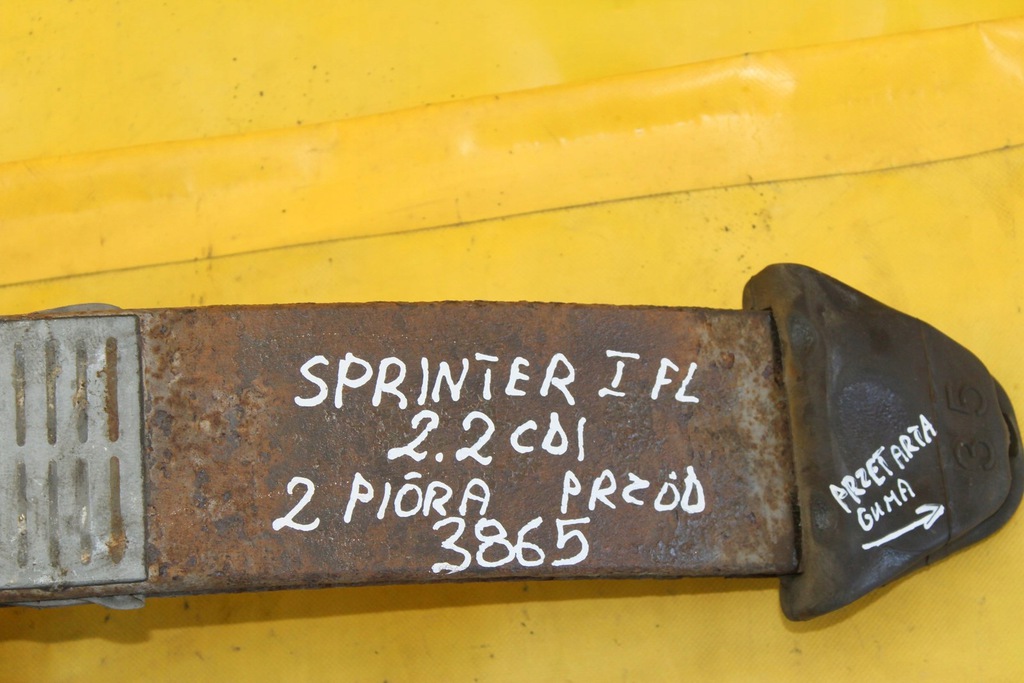 SPRINTER I FL
2.2 CDI
2 PIÓRA PRZÓD
3865
PRZETARTA
GUMA
35